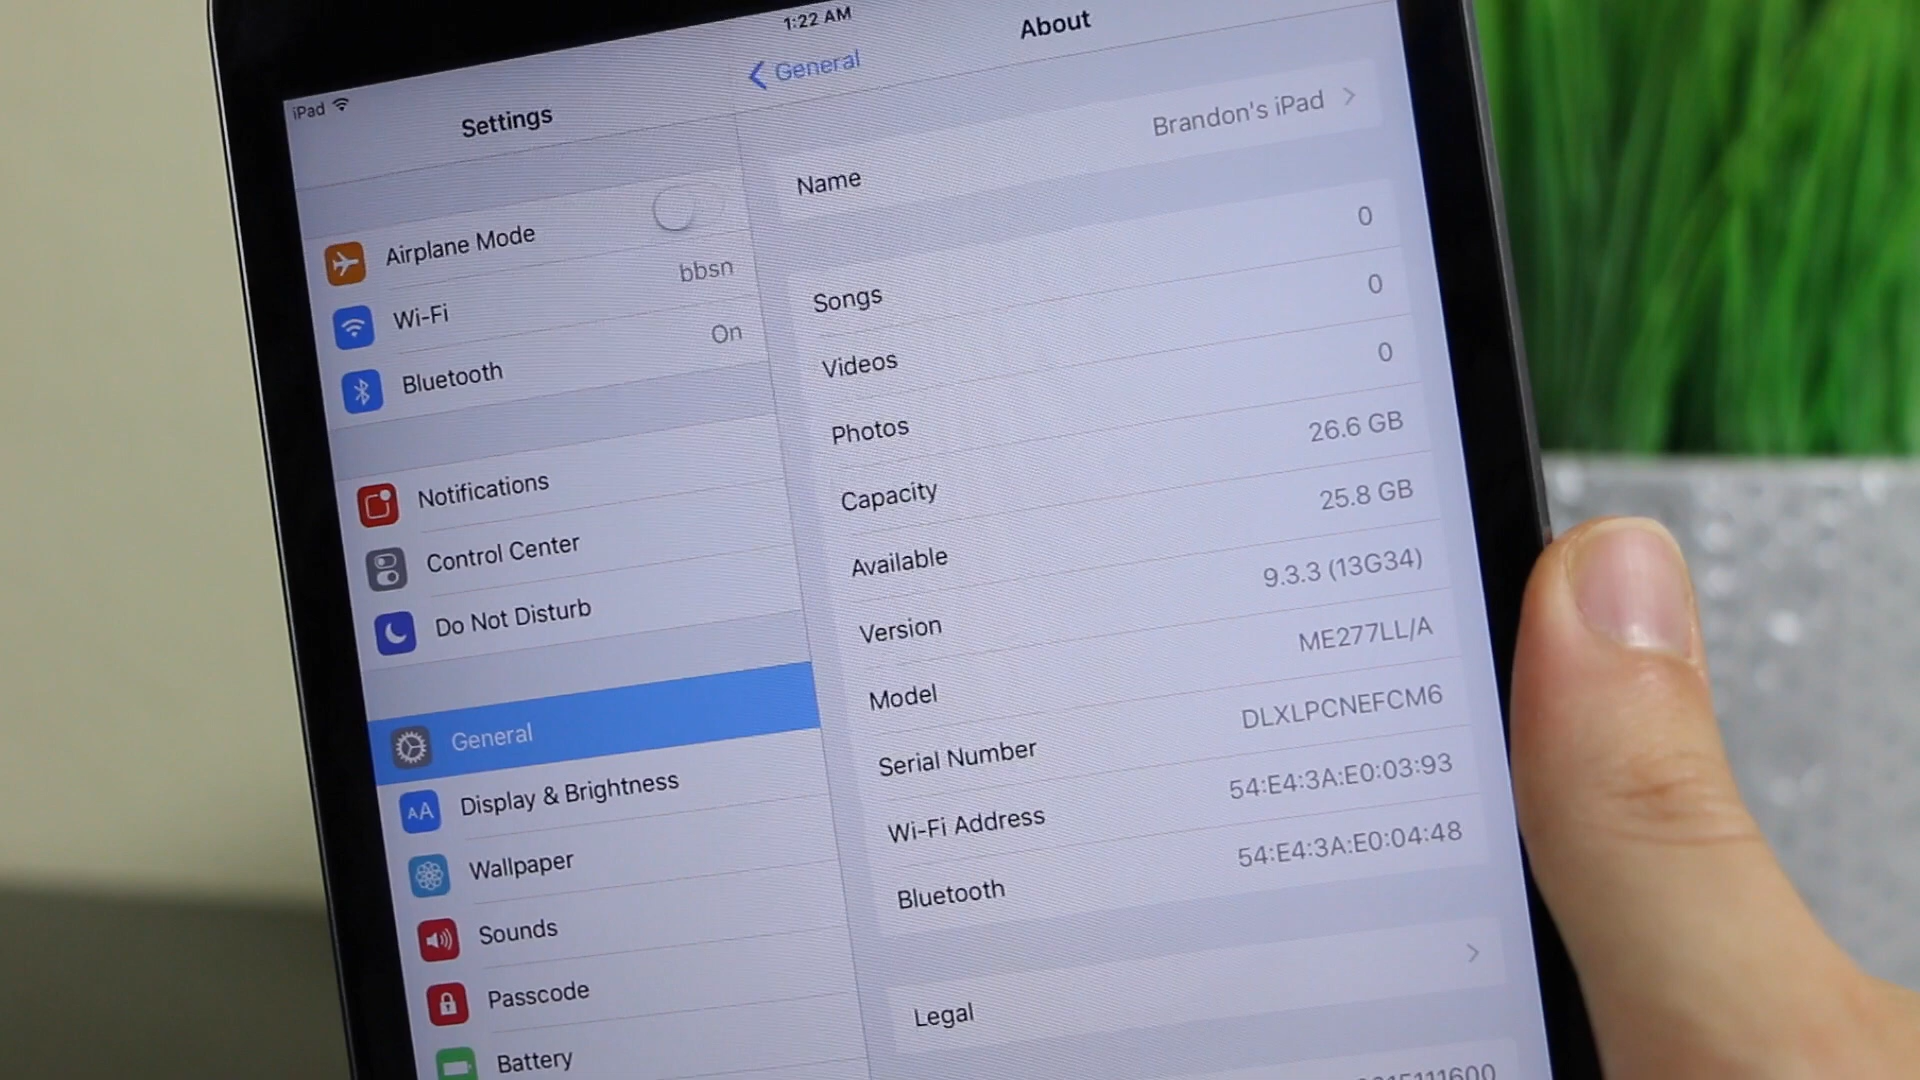 iPad
1:22 AM
Settings
Airplane Mode
Wi-Fi bbsn
Bluetooth On
Notifications
Control Center
Do Not Disturb
General
Display & Brightness
AA
Wallpaper
Sounds
Passcode
Battery
General
About
Name Brandon's iPad
Songs 0
Videos 0
Photos 0
Capacity 26.6 GB
Available 25.8 GB
Version 9.3.3 (13G34)
Model ME277LL/A
Serial Number DLXLPCNEFCM6
Wi-Fi Address 54:E4:3A:E0:03:93
Bluetooth 54:E4:3A:E0:04:48
Legal